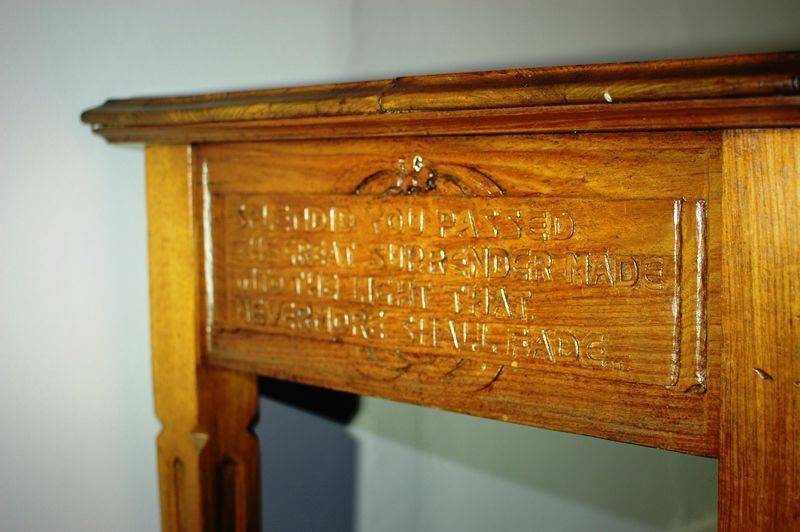 SPLENDID YOU PASSED
THE GREAT SURRENDER MADE
INTO THE LIGHT THAT
NEVERMORE SHALL FADE